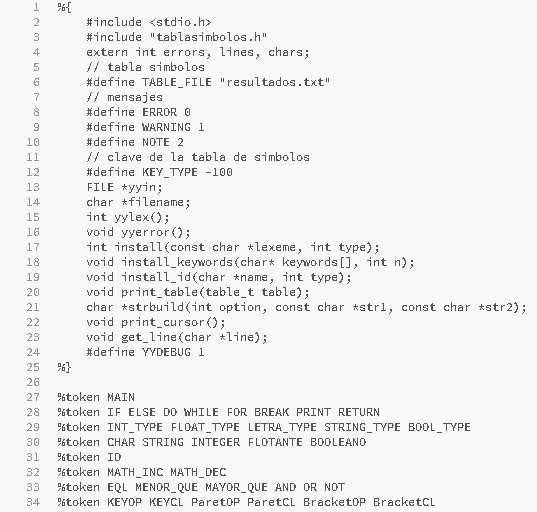 1 %{
2 #include <stdio.h>
3 #include "tablasimbolos.h"
4 extern int errors, lines, chars;
5 // tabla simbolos
6 #define TABLE_FILE "resultados.txt"
7 // mensajes
8 #define ERROR 0
9 #define WARNING 1
10 #define NOTE 2
11 // clave de la tabla de simbolos
12 #define KEY_TYPE -100
13 FILE *yyin;
14 char *filename;
15 int yylex();
16 void yyerror();
17 int install(const char *lexeme, int type);
18 void install_keywords(char* keywords[], int n);
19 void install_id(char *name, int type);
20 void print_table(table_t table);
21 char *strbuild(int option, const char *str1, const char *str2);
22 void print_cursor();
23 void get_line(char *line);
24 #define YYDEBUG 1
25 %}
26
27 %token MAIN
28 %token IF ELSE DO WHILE FOR BREAK PRINT RETURN
29 %token INT_TYPE FLOAT_TYPE LETRA_TYPE STRING_TYPE BOOL_TYPE
30 %token CHAR STRING INTEGER FLOTANTE BOOLEANO
31 %token ID
32 %token MATH_INC MATH_DEC
33 %token EQL MENOR_QUE MAYOR_QUE AND OR NOT
34 %token KEYOP KEYCL ParetOP ParetCL BracketOP BracketCL